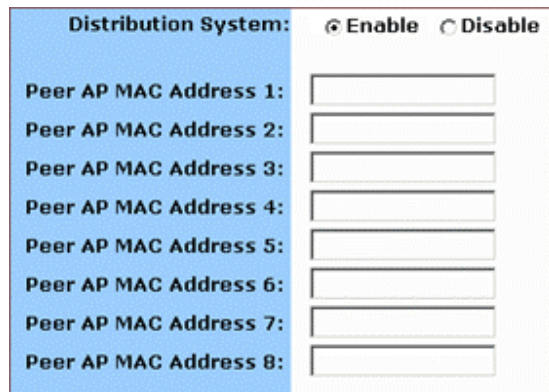 Distribution System: Enable Disable
Peer AP MAC Address 1:
Peer AP MAC Address 2:
Peer AP MAC Address 3:
Peer AP MAC Address 4:
Peer AP MAC Address 5:
Peer AP MAC Address 6:
Peer AP MAC Address 7:
Peer AP MAC Address 8: